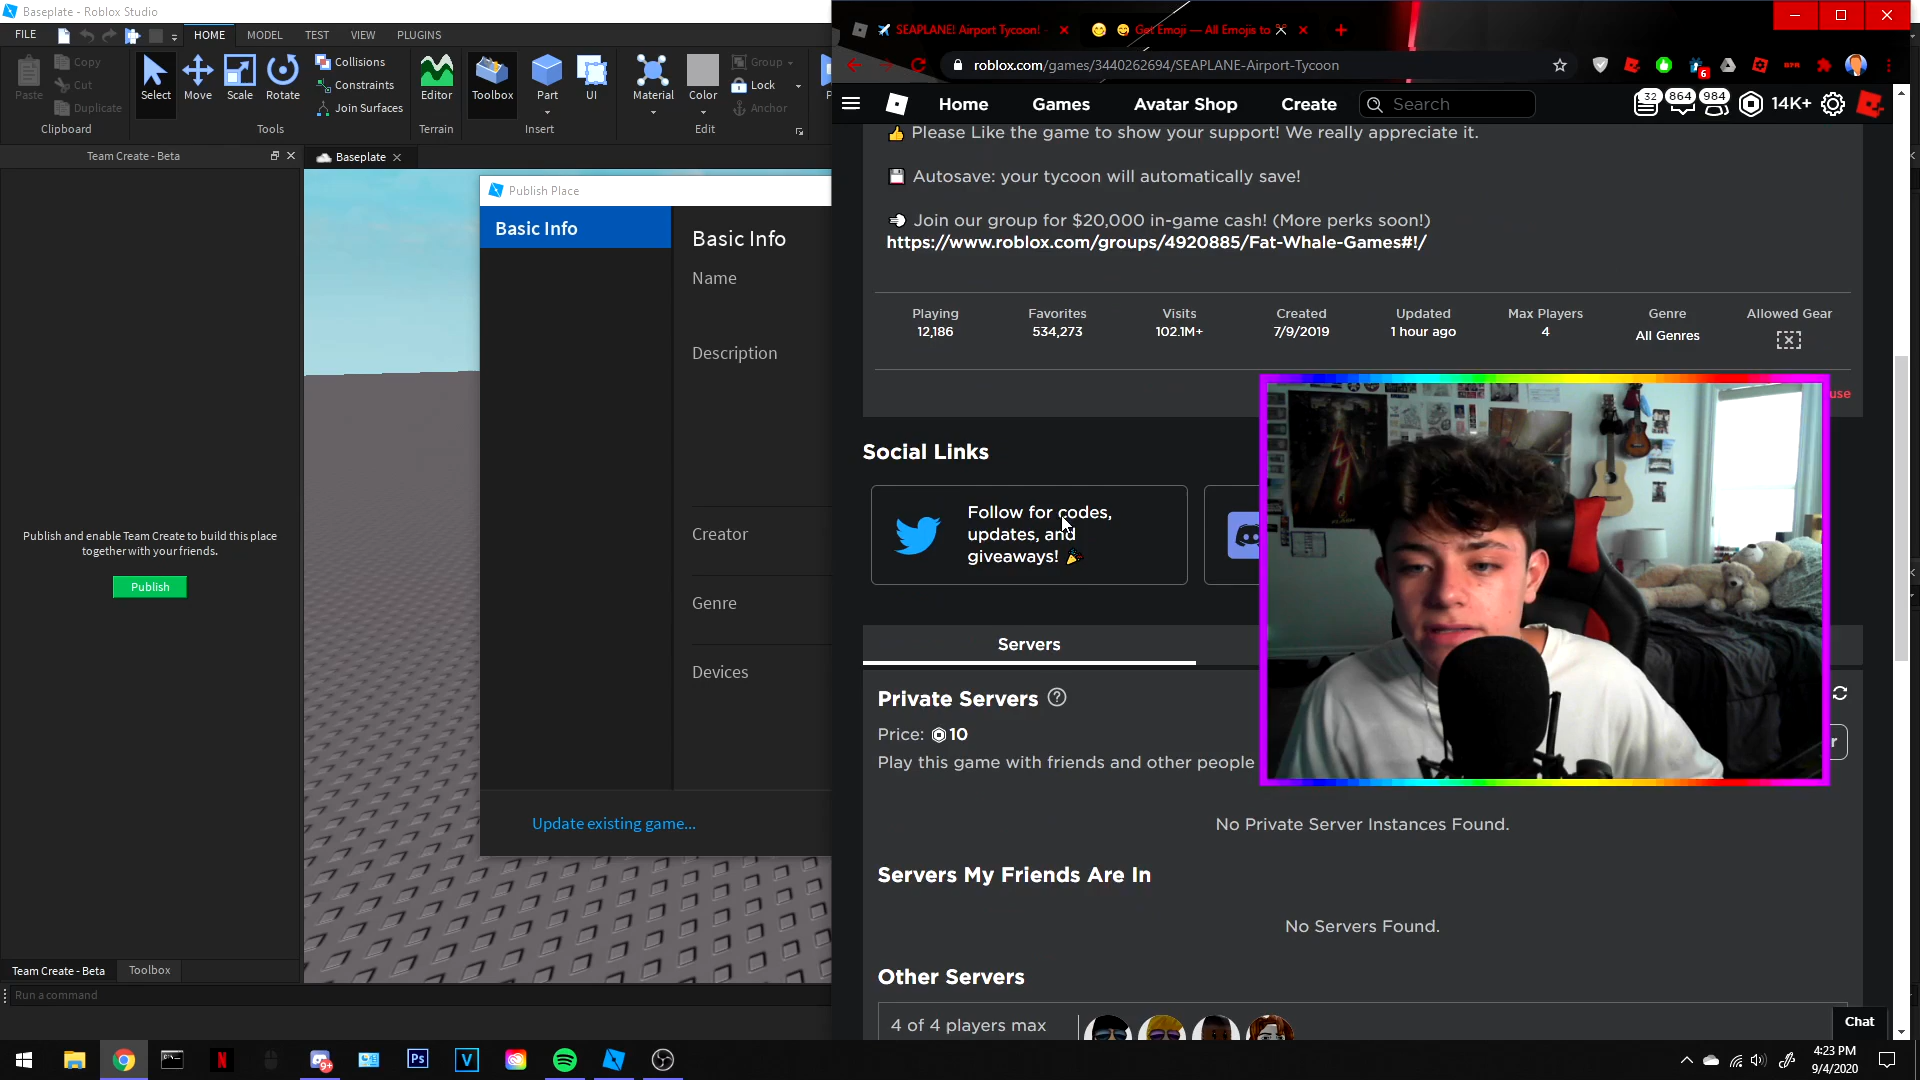 Baseplate - Roblox Studio
FILE
HOME
MODEL
TEST
VIEW
PLUGINS
Paste
Copy
Cut
Duplicate
Clipboard
Select
Move
Scale
Rotate
Collisions
Constraints
Join Surfaces
Tools
Editor
Terrain
Toolbox
Part
UI
Insert
Material
Color
Group
Lock
Anchor
Edit
Team Create - Beta
Baseplate
Publish and enable Team Create to build this place
together with your friends.
Publish
Team Create - Beta
Toolbox
Run a command
Publish Place
Basic Info
Basic Info
Name
Description
Creator
Genre
Devices
Update existing game...
SEAPLANE! Airport Tycoon! -
Get Emoji — All Emojis to
roblox.com/games/3440262694/SEAPLANE-Airport-Tycoon
6
Home
Games
Avatar Shop
Create
Search
32
864
984
14K+
👍 Please Like the game to show your support! We really appreciate it.
💾 Autosave: your tycoon will automatically save!
💨 Join our group for $20,000 in-game cash! (More perks soon!)
https://www.roblox.com/groups/4920885/Fat-Whale-Games#!/
Playing
12,186
Favorites
534,273
Visits
102.1M+
Created
7/9/2019
Updated
1 hour ago
Max Players
4
Genre
All Genres
Allowed Gear
use
Social Links
Follow for codes,
updates, and
giveaways! 🎉
Servers
Private Servers
Price: 10
Play this game with friends and other people
r
No Private Server Instances Found.
Servers My Friends Are In
No Servers Found.
Other Servers
4 of 4 players max
Chat
Ps
V
9+
4:23 PM
9/4/2020